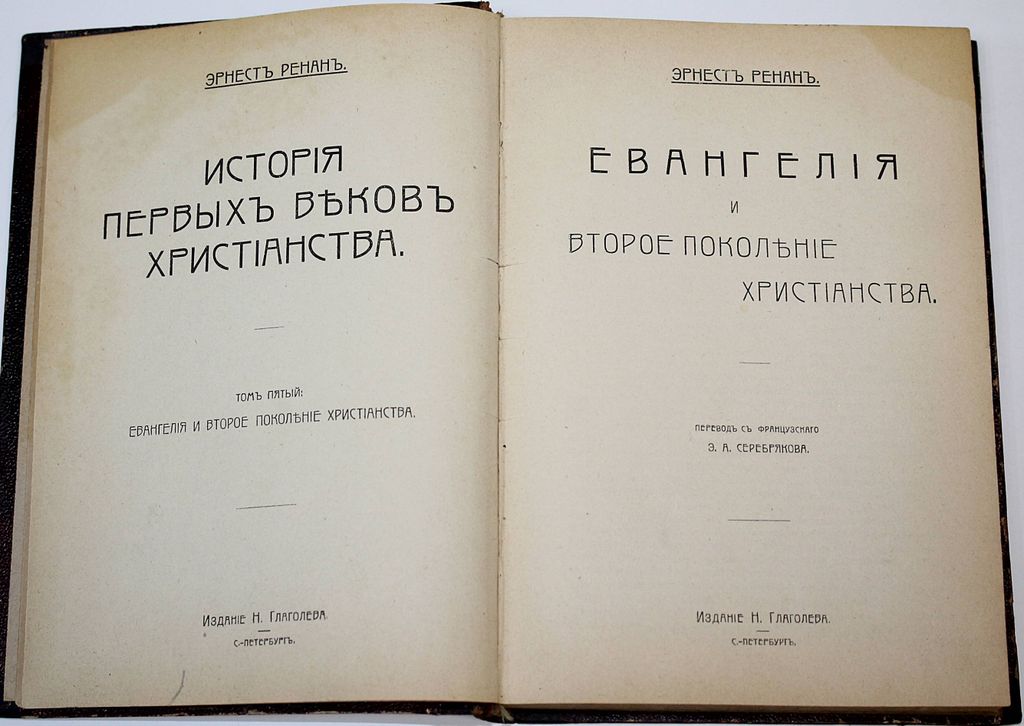 ЭРНЕСТЪ РЕНАНЪ.
ИСТОРІЯ
ПЕРВЫХЪ ВѢКОВЪ
ХРИСТІАНСТВА.
ТОМЪ ПЯТЫЙ:
ЕВАНГЕЛІЯ И ВТОРОЕ ПОКОЛѢНІЕ ХРИСТІАНСТВА.
Изданіе Н. Глаголева.
С.-ПЕТЕРБУРГЪ.
ЭРНЕСТЪ РЕНАНЪ.
ЕВАНГЕЛІЯ
И
ВТОРОЕ ПОКОЛѢНІЕ
ХРИСТІАНСТВА.
ПЕРЕВОДЪ СЪ ФРАНЦУЗСКАГО
Э. А. СЕРЕБРЯКОВА.
Изданіе Н. Глаголева.
С.-ПЕТЕРБУРГЪ.